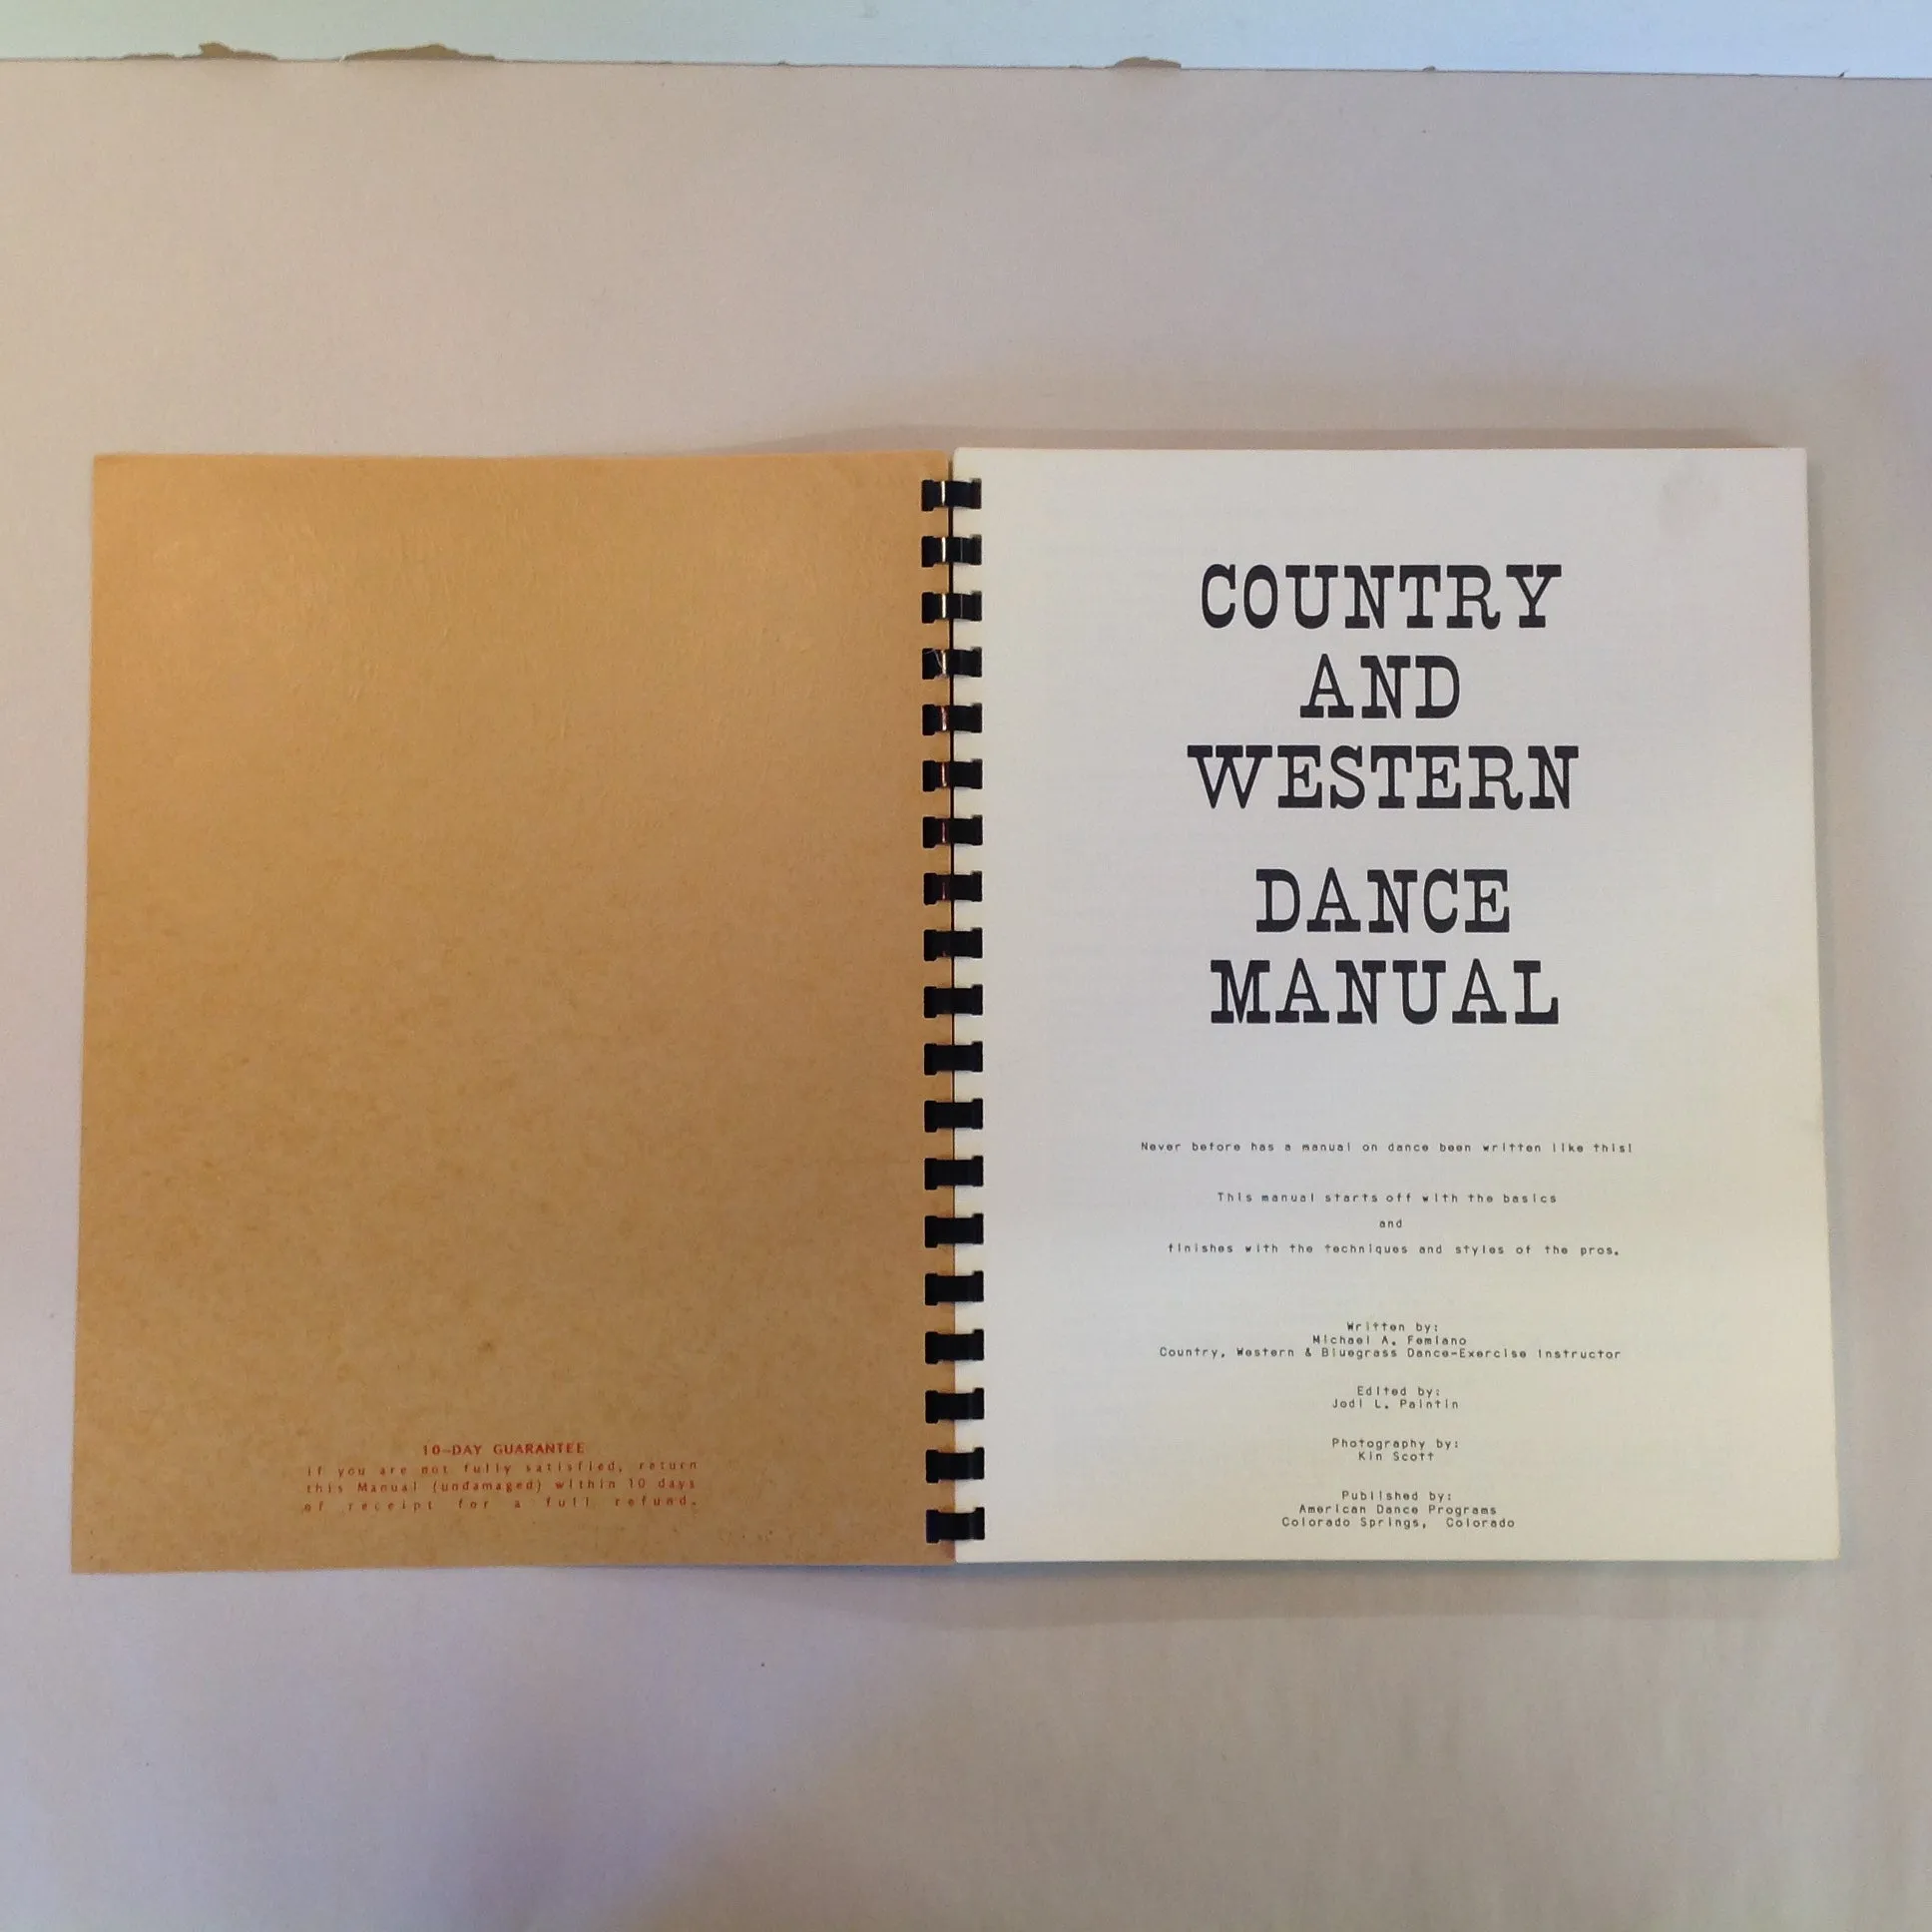 10-DAY GUARANTEE
If you are not fully satisfied, return
this Manual (undamaged) within 10 days
of receipt for a full refund.
COUNTRY
AND
WESTERN
DANCE
MANUAL
Never before has a manual on dance been written like this!
This manual starts off with the basics
and
finishes with the techniques and styles of the pros.
Written by:
Michael A. Femiano
Country, Western & Bluegrass Dance-Exercise Instructor
Edited by:
Jodi L. Paintin
Photography by:
Kin Scott
Published by:
American Dance Programs
Colorado Springs, Colorado